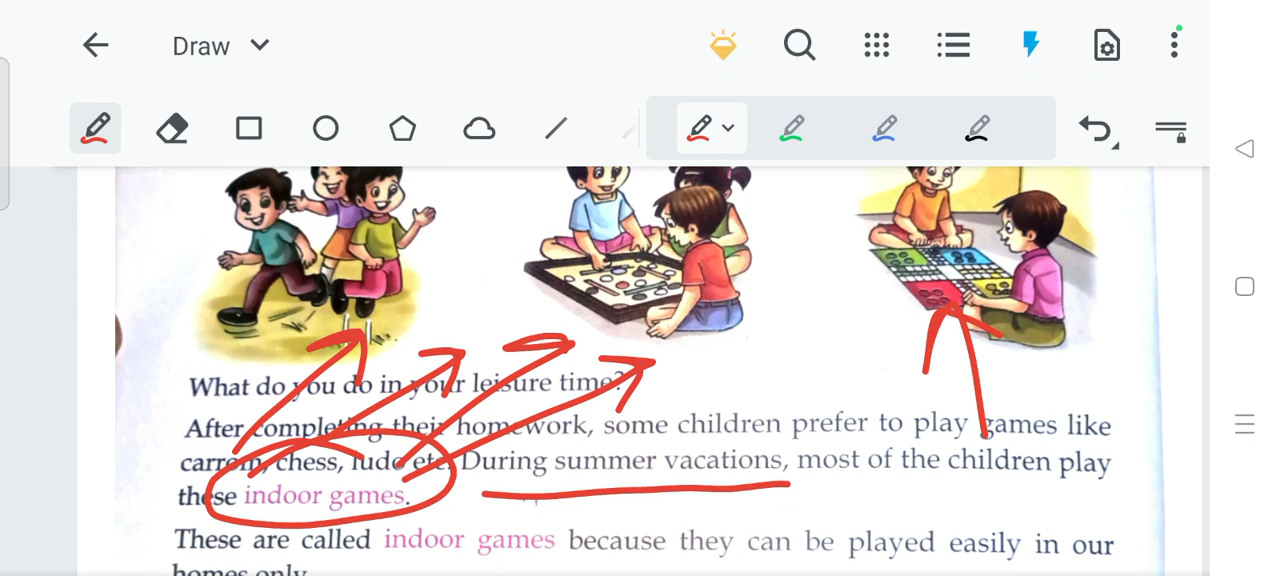 Draw
What do you do in your leisure time?
After completing their homework, some children prefer to play games like
carrom, chess, ludo etc. During summer vacations, most of the children play
these indoor games.
These are called indoor games because they can be played easily in our
homes only.